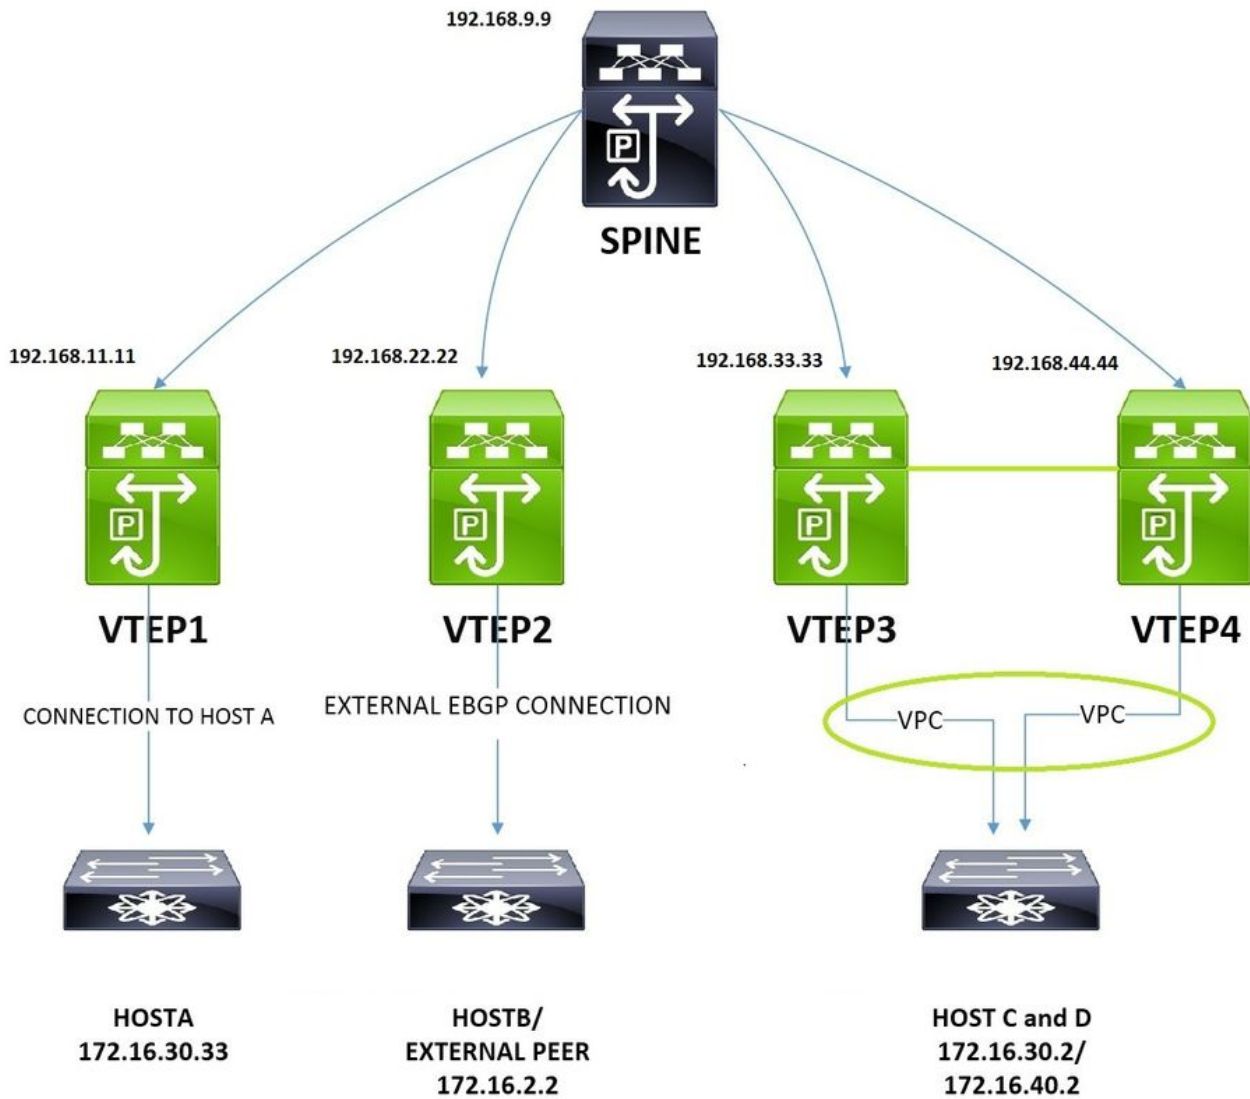 192.168.9.9
P
SPINE
192.168.11.11
192.168.22.22
192.168.33.33
192.168.44.44
P
P
P
P
VTEP1
VTEP2
VTEP3
VTEP4
CONNECTION TO HOST A
EXTERNAL EBGP CONNECTION
VPC
VPC
HOSTA
172.16.30.33
HOSTB/
EXTERNAL PEER
172.16.2.2
HOST C and D
172.16.30.2/
172.16.40.2